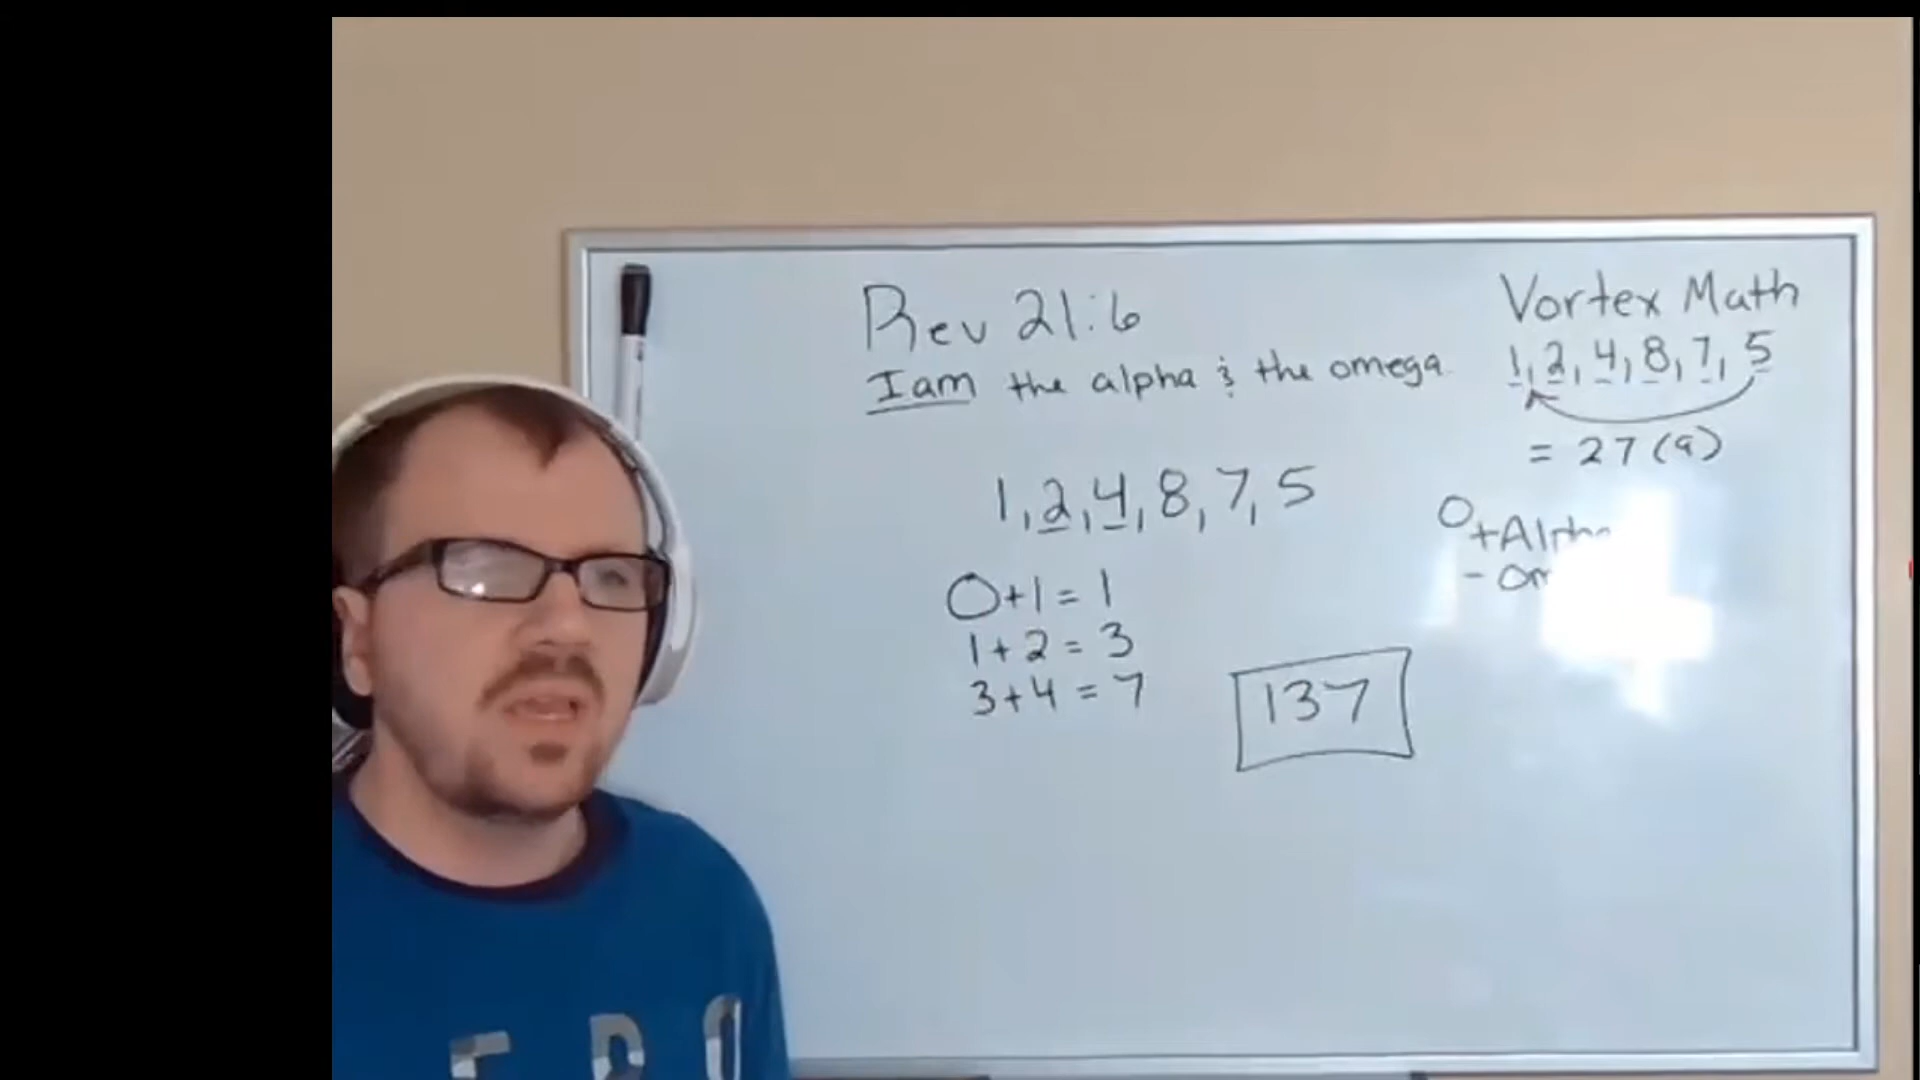 Rev 21:6
I am the alpha & the omega
1, 2, 4, 8, 7, 5
0+1 = 1
1+2 = 3
3+4 = 7
137
Vortex Math
1, 2, 4, 8, 7, 5
= 27 (9)
0
+Alpha
-